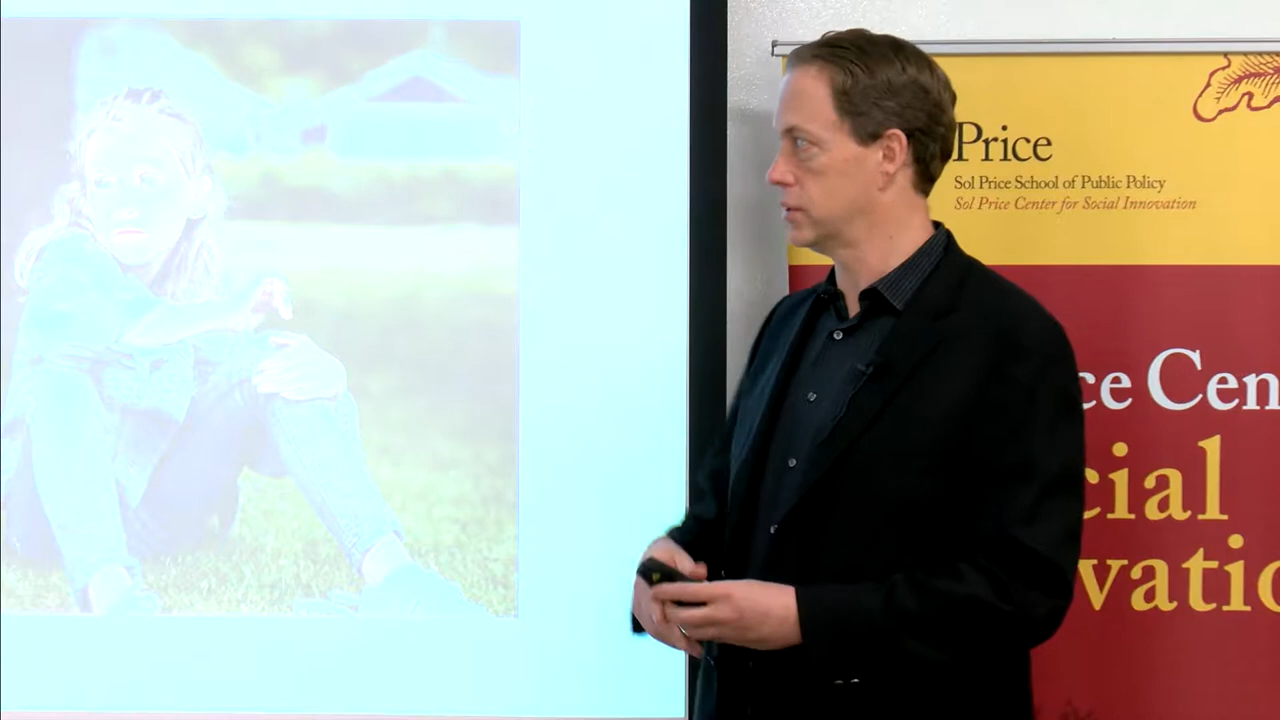 Price
Sol Price School of Public Policy
Sol Price Center for Social Innovation
ce Cen
cial
vatio